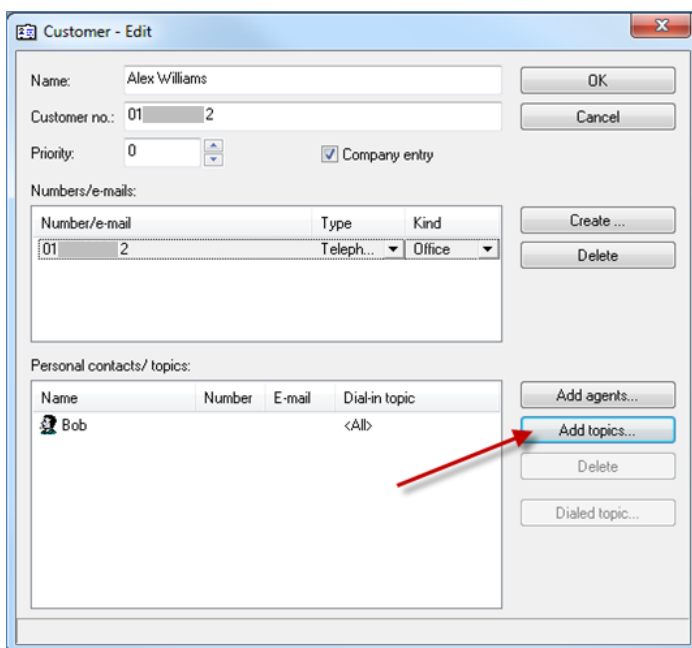 Customer - Edit
Name: Alex Williams OK
Customer no.: 01 2 Cancel
Priority: 0 Company entry
Numbers/e-mails:
Number/e-mail Type Kind Create ...
01 2 Teleph... Office Delete
Personal contacts/ topics:
Name Number E-mail Dial-in topic Add agents...
Bob <All> Add topics...
Delete
Dialed topic...